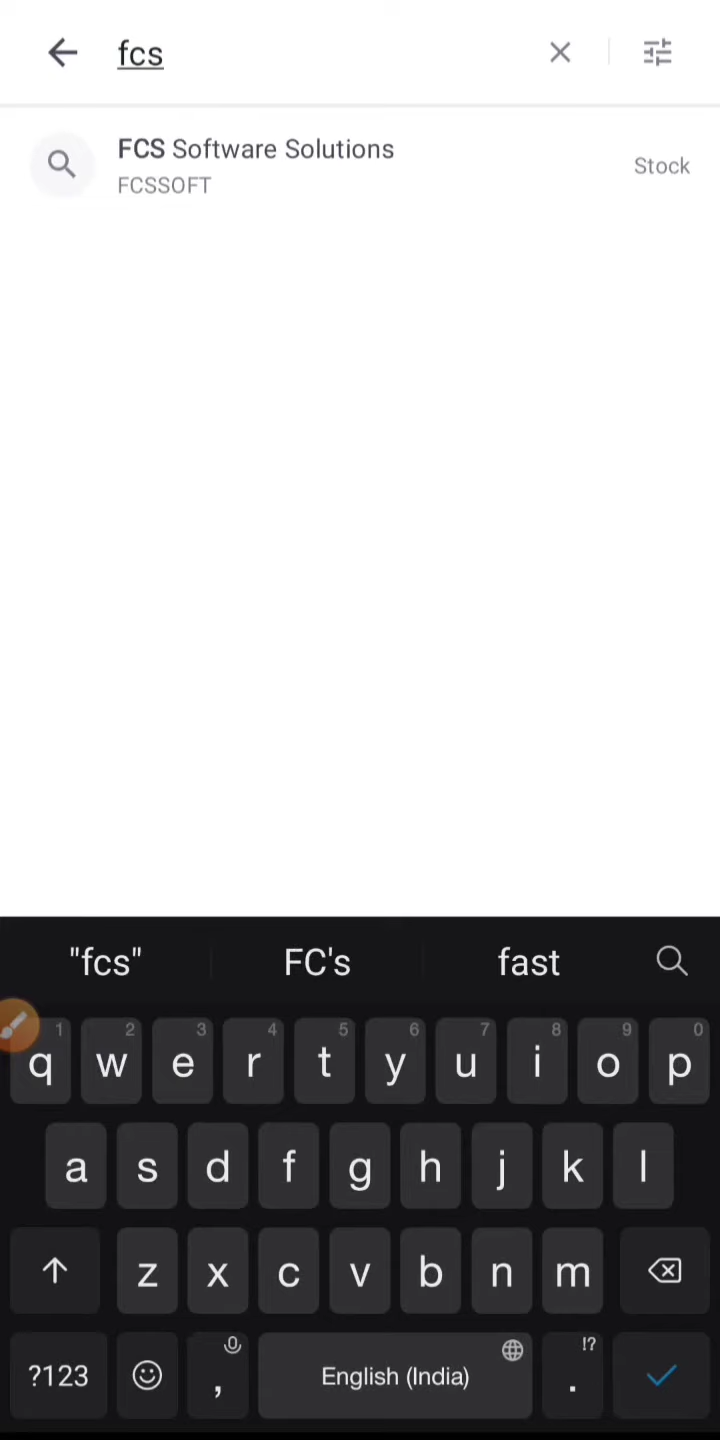 fcs
FCS Software Solutions
FCSSOFT
Stock
"fcs" FC's fast
1 2 3 4 5 6 7 8 9 0
q w e r t y u i o p
a s d f g h j k l
z x c v b n m
!?
?123 , English (India) .